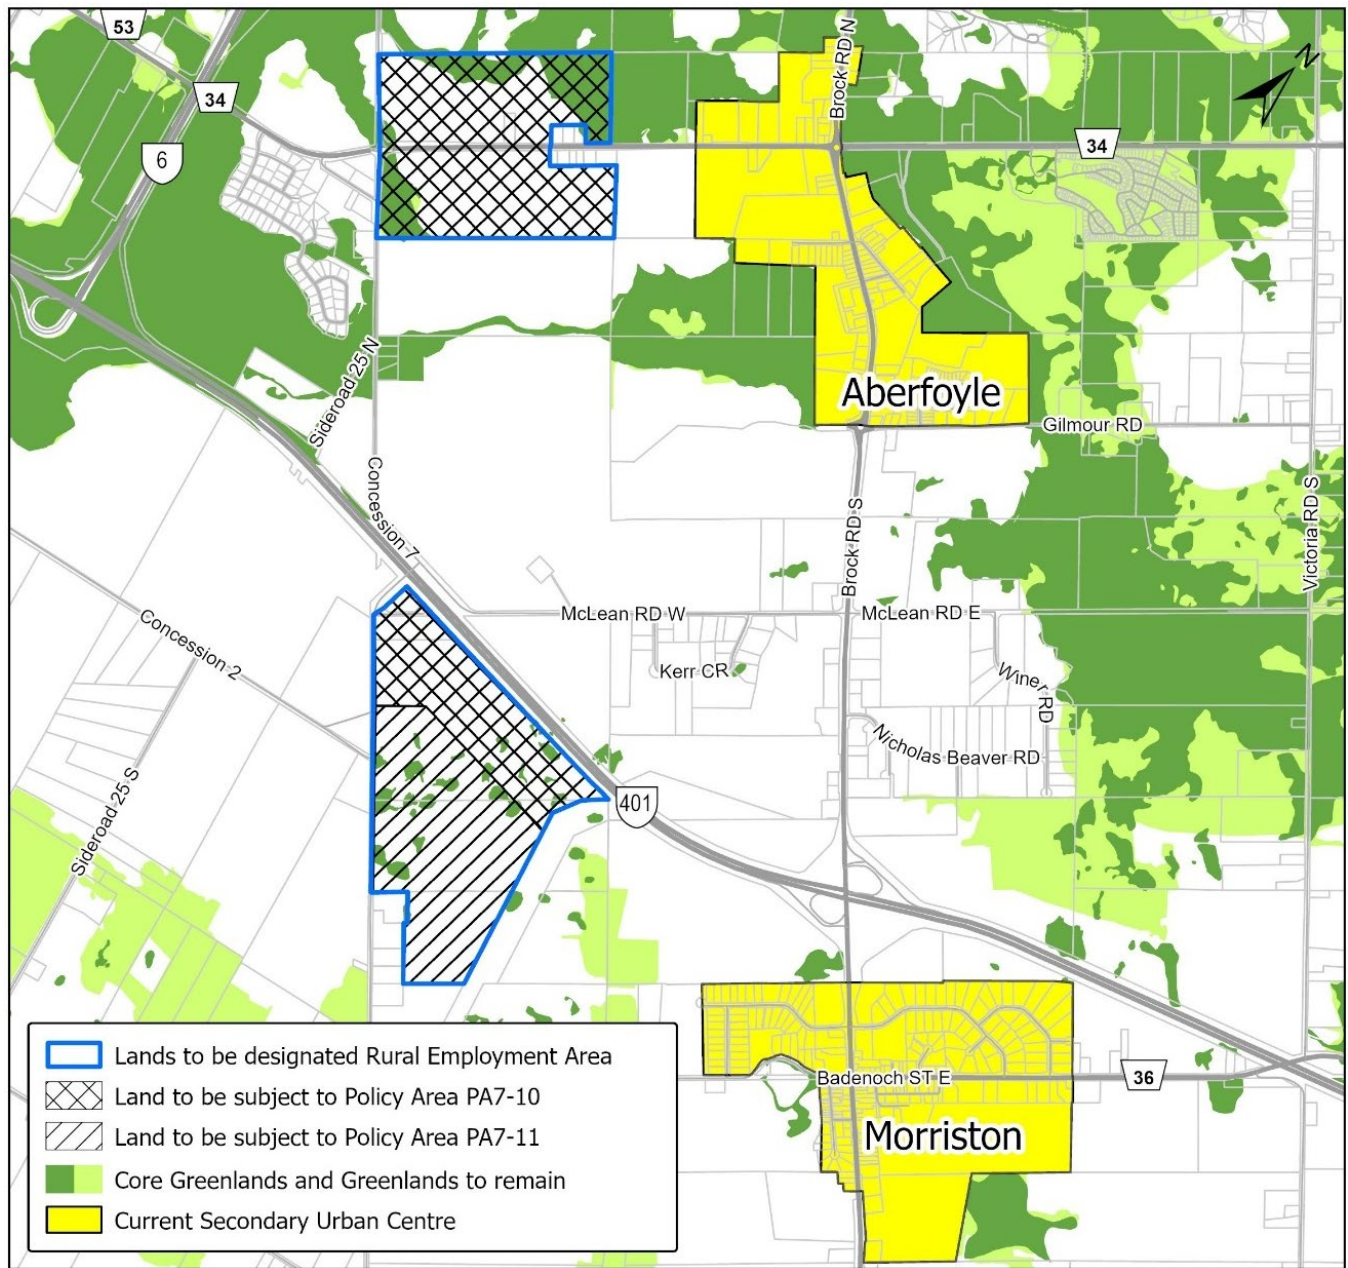 53
Brock RD N
N
34
34
6
Aberfoyle
Sideroad 25 N
Gilmour RD
Concession 7
Brock RD S
Victoria RD S
McLean RD W
McLean RD E
Concession 2
Kerr CR
Winer RD
Nicholas Beaver RD
Sideroad 25 S
401
Lands to be designated Rural Employment Area
Land to be subject to Policy Area PA7-10
Land to be subject to Policy Area PA7-11
Core Greenlands and Greenlands to remain
Current Secondary Urban Centre
Badenoch ST E
36
Morriston